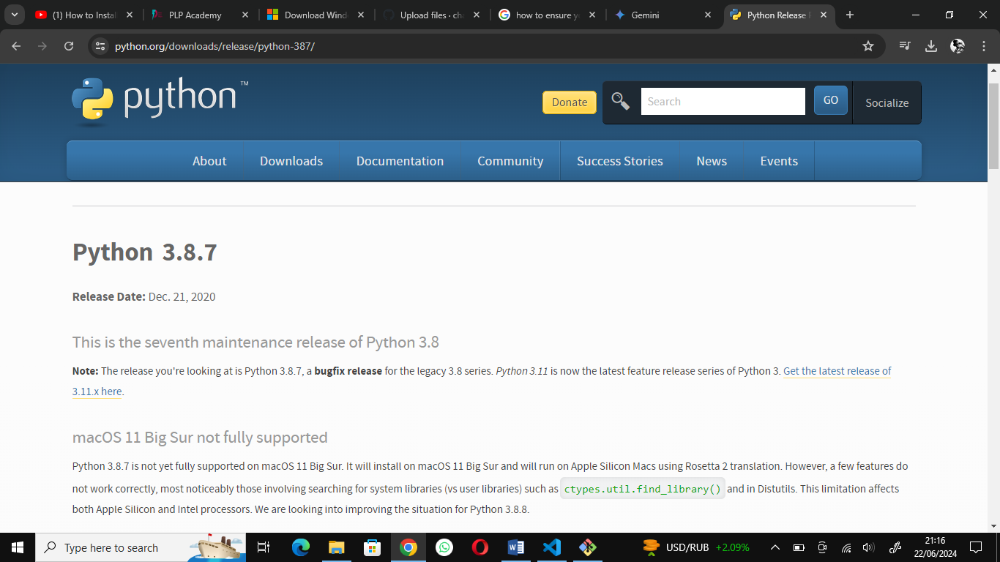 (1) How to Instal
PLP Academy
Download Wind
Upload files · ch
how to ensure y
Gemini
Python Release
python.org/downloads/release/python-387/
python™
Donate
Search
GO
Socialize
About
Downloads
Documentation
Community
Success Stories
News
Events
Python 3.8.7
Release Date: Dec. 21, 2020
This is the seventh maintenance release of Python 3.8
Note: The release you're looking at is Python 3.8.7, a bugfix release for the legacy 3.8 series. Python 3.11 is now the latest feature release series of Python 3. Get the latest release of
3.11.x here.
macOS 11 Big Sur not fully supported
Python 3.8.7 is not yet fully supported on macOS 11 Big Sur. It will install on macOS 11 Big Sur and will run on Apple Silicon Macs using Rosetta 2 translation. However, a few features do
not work correctly, most noticeably those involving searching for system libraries (vs user libraries) such as ctypes.util.find_library() and in Distutils. This limitation affects
both Apple Silicon and Intel processors. We are looking into improving the situation for Python 3.8.8.
Type here to search
USD/RUB +2.09%
21:16
22/06/2024